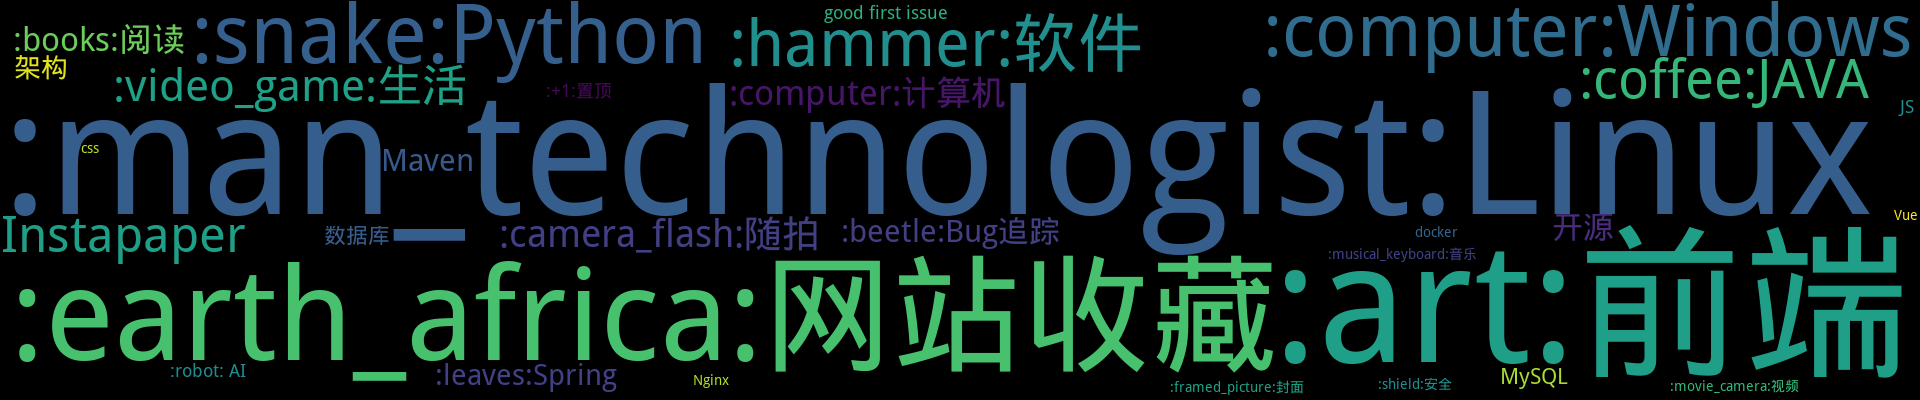 good first issue
:books:阅读
:snake:Python
:hammer:软件
:computer:Windows
架构
:video_game:生活
:+1:置顶
:computer:计算机
:coffee:JAVA
JS
css
Maven
:man_technologist:Linux
Vue
Instapaper
数据库
:camera_flash:随拍
:beetle:Bug追踪
docker
开源
:musical_keyboard:音乐
:earth_africa:网站收藏
:art:前端
:robot: AI
:leaves:Spring
Nginx
:framed_picture:封面
:shield:安全
MySQL
:movie_camera:视频